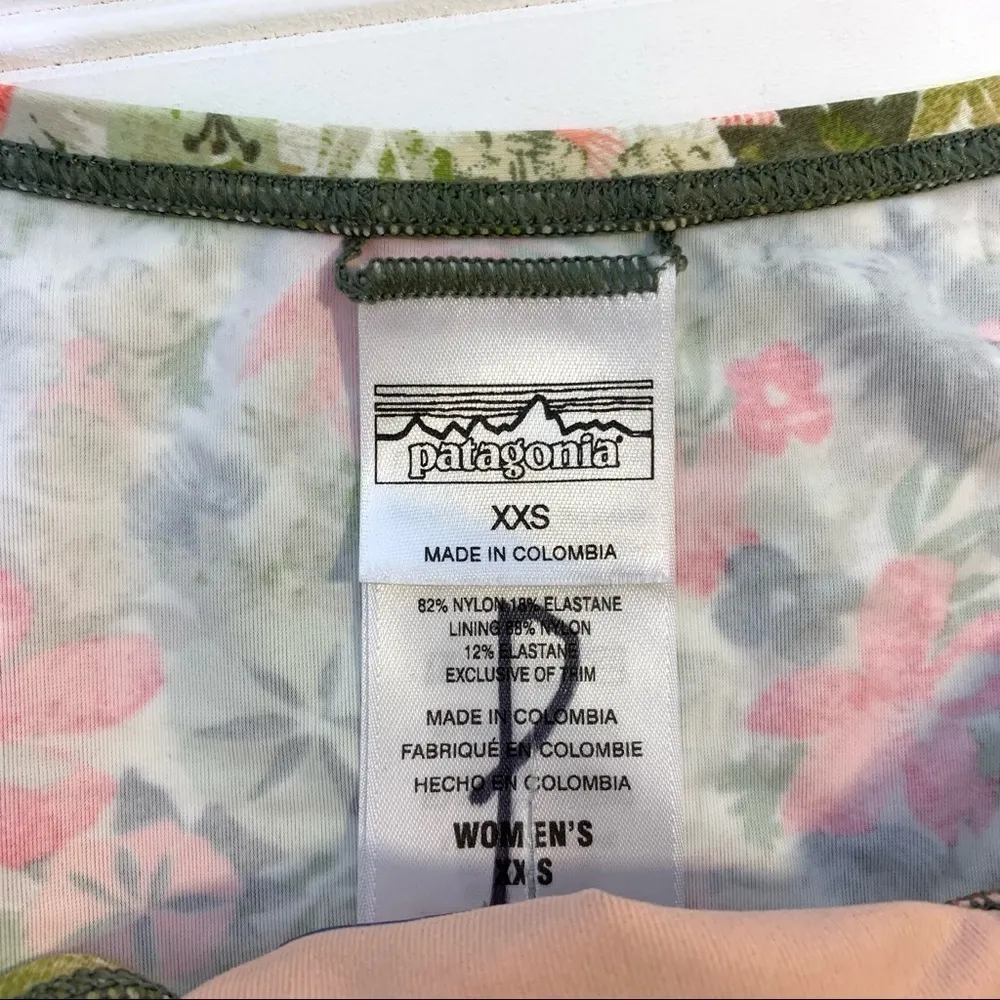 patagonia®
XXS
MADE IN COLOMBIA
82% NYLON 18% ELASTANE
LINING 88% NYLON
12% ELASTANE
EXCLUSIVE OF TRIM
MADE IN COLOMBIA
FABRIQUÉ EN COLOMBIE
HECHO EN COLOMBIA
WOMEN'S
XXS